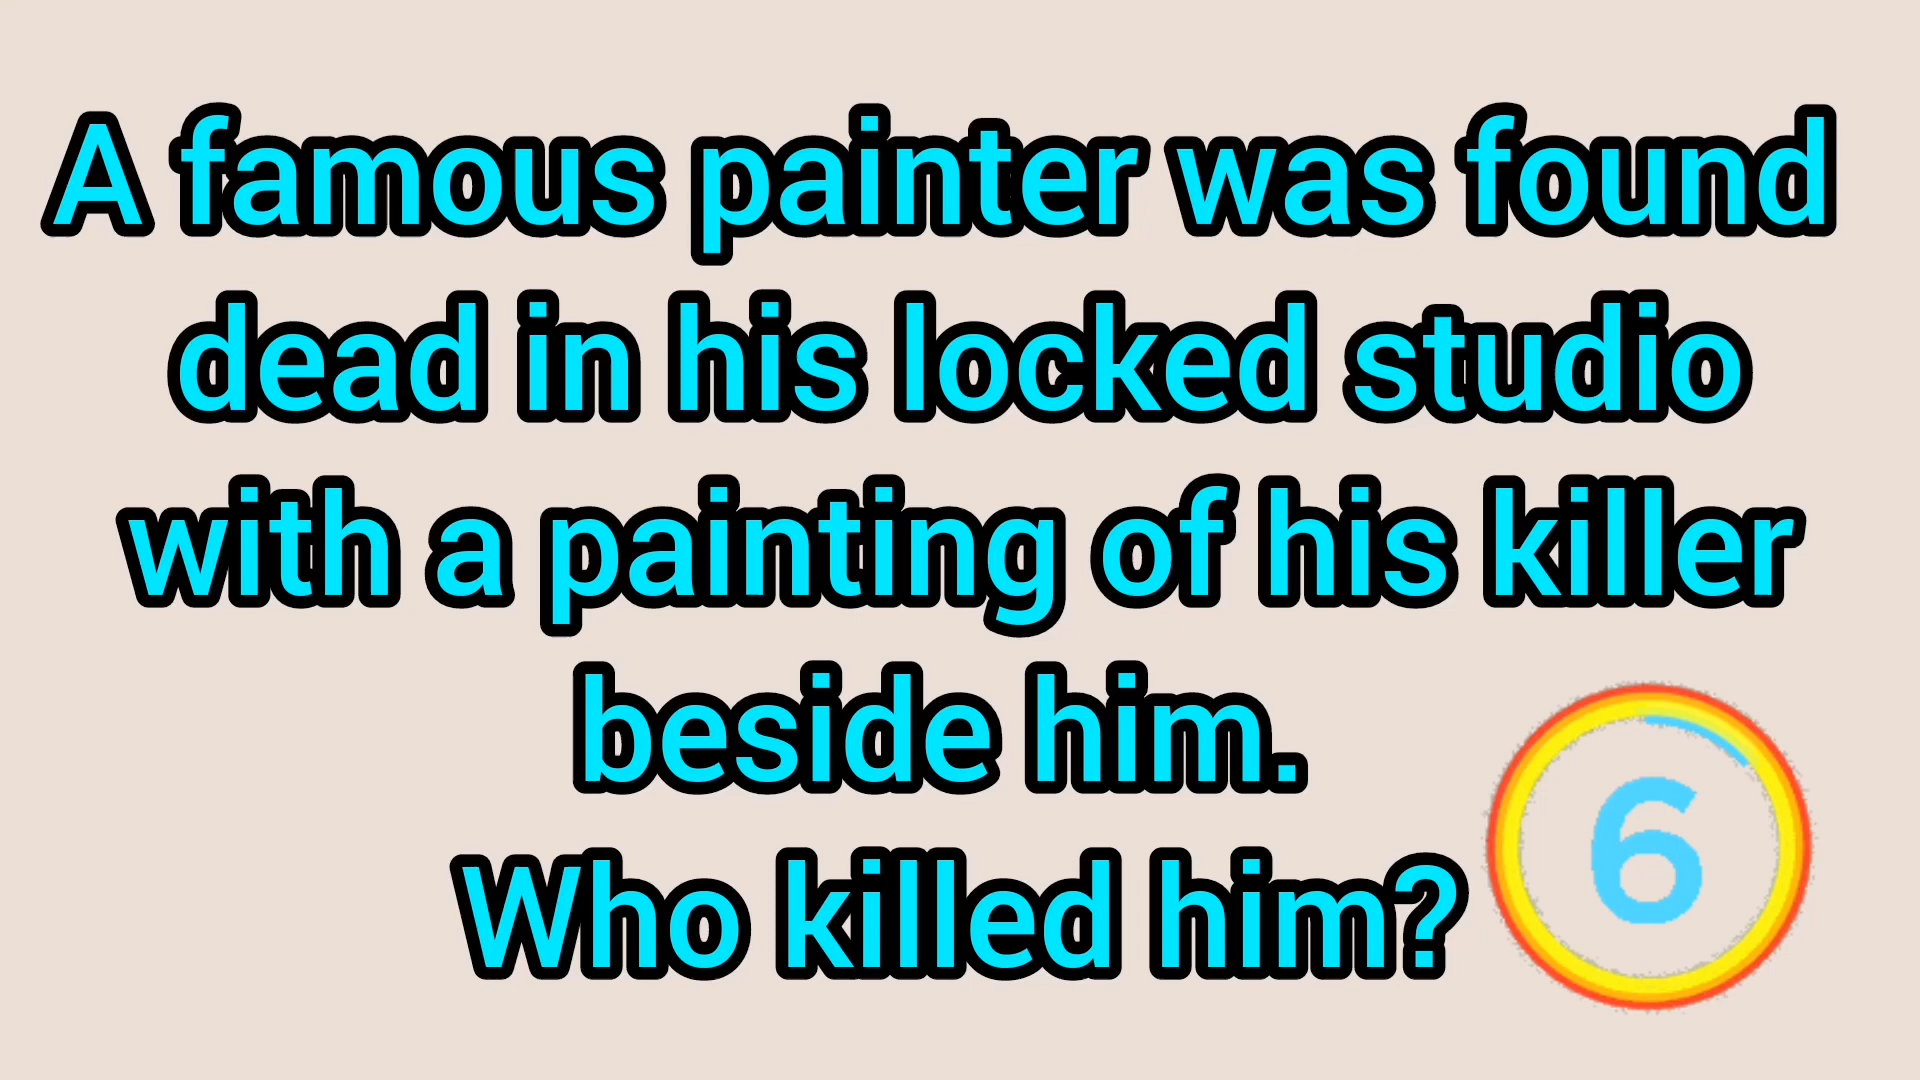 A famous painter was found
dead in his locked studio
with a painting of his killer
beside him.
Who killed him?
6